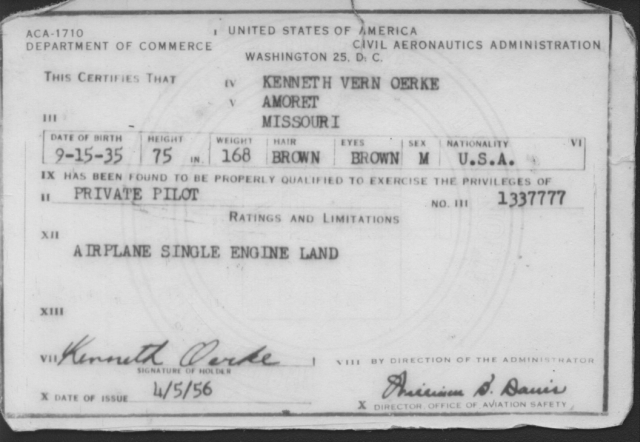 ACA-1710 I UNITED STATES OF AMERICA
DEPARTMENT OF COMMERCE CIVIL AERONAUTICS ADMINISTRATION
WASHINGTON 25, D. C.
THIS CERTIFIES THAT IV KENNETH VERN OERKE
V AMORET
III MISSOURI
DATE OF BIRTH HEIGHT WEIGHT HAIR EYES SEX NATIONALITY VI
9-15-35 75 IN. 168 BROWN BROWN M U.S.A.
IX HAS BEEN FOUND TO BE PROPERLY QUALIFIED TO EXERCISE THE PRIVILEGES OF
II PRIVATE PILOT NO. III 1337777
RATINGS AND LIMITATIONS
XII
AIRPLANE SINGLE ENGINE LAND
XIII
VII Kenneth Oerke VIII BY DIRECTION OF THE ADMINISTRATOR
SIGNATURE OF HOLDER
X DATE OF ISSUE 4/5/56 William S. Davis
X DIRECTOR, OFFICE OF AVIATION SAFETY